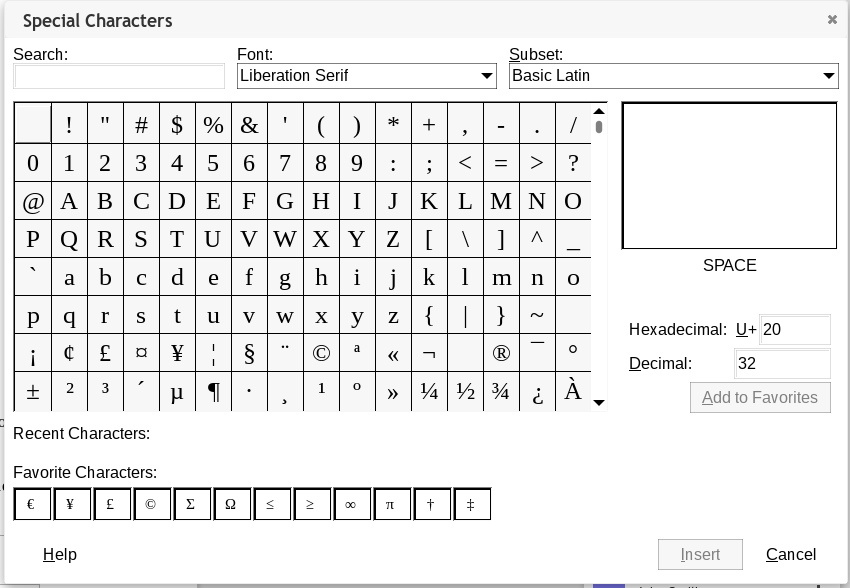 Special Characters
Search: Font: Subset:
Liberation Serif Basic Latin
! " # $ % & ' ( ) * + , - . /
0 1 2 3 4 5 6 7 8 9 : ; < = > ?
@ A B C D E F G H I J K L M N O
P Q R S T U V W X Y Z [ \ ] ^ _
` a b c d e f g h i j k l m n o
p q r s t u v w x y z { | } ~
¡ ¢ £ ¤ ¥ ¦ § ¨ © ª « ¬ ® ¯ °
± ² ³ ´ µ ¶ · ¸ ¹ º » ¼ ½ ¾ ¿ À
SPACE
Hexadecimal: U+ 20
Decimal: 32
Add to Favorites
Recent Characters:
Favorite Characters:
€ ¥ £ © Σ Ω ≤ ≥ ∞ π † ‡
Help Insert Cancel